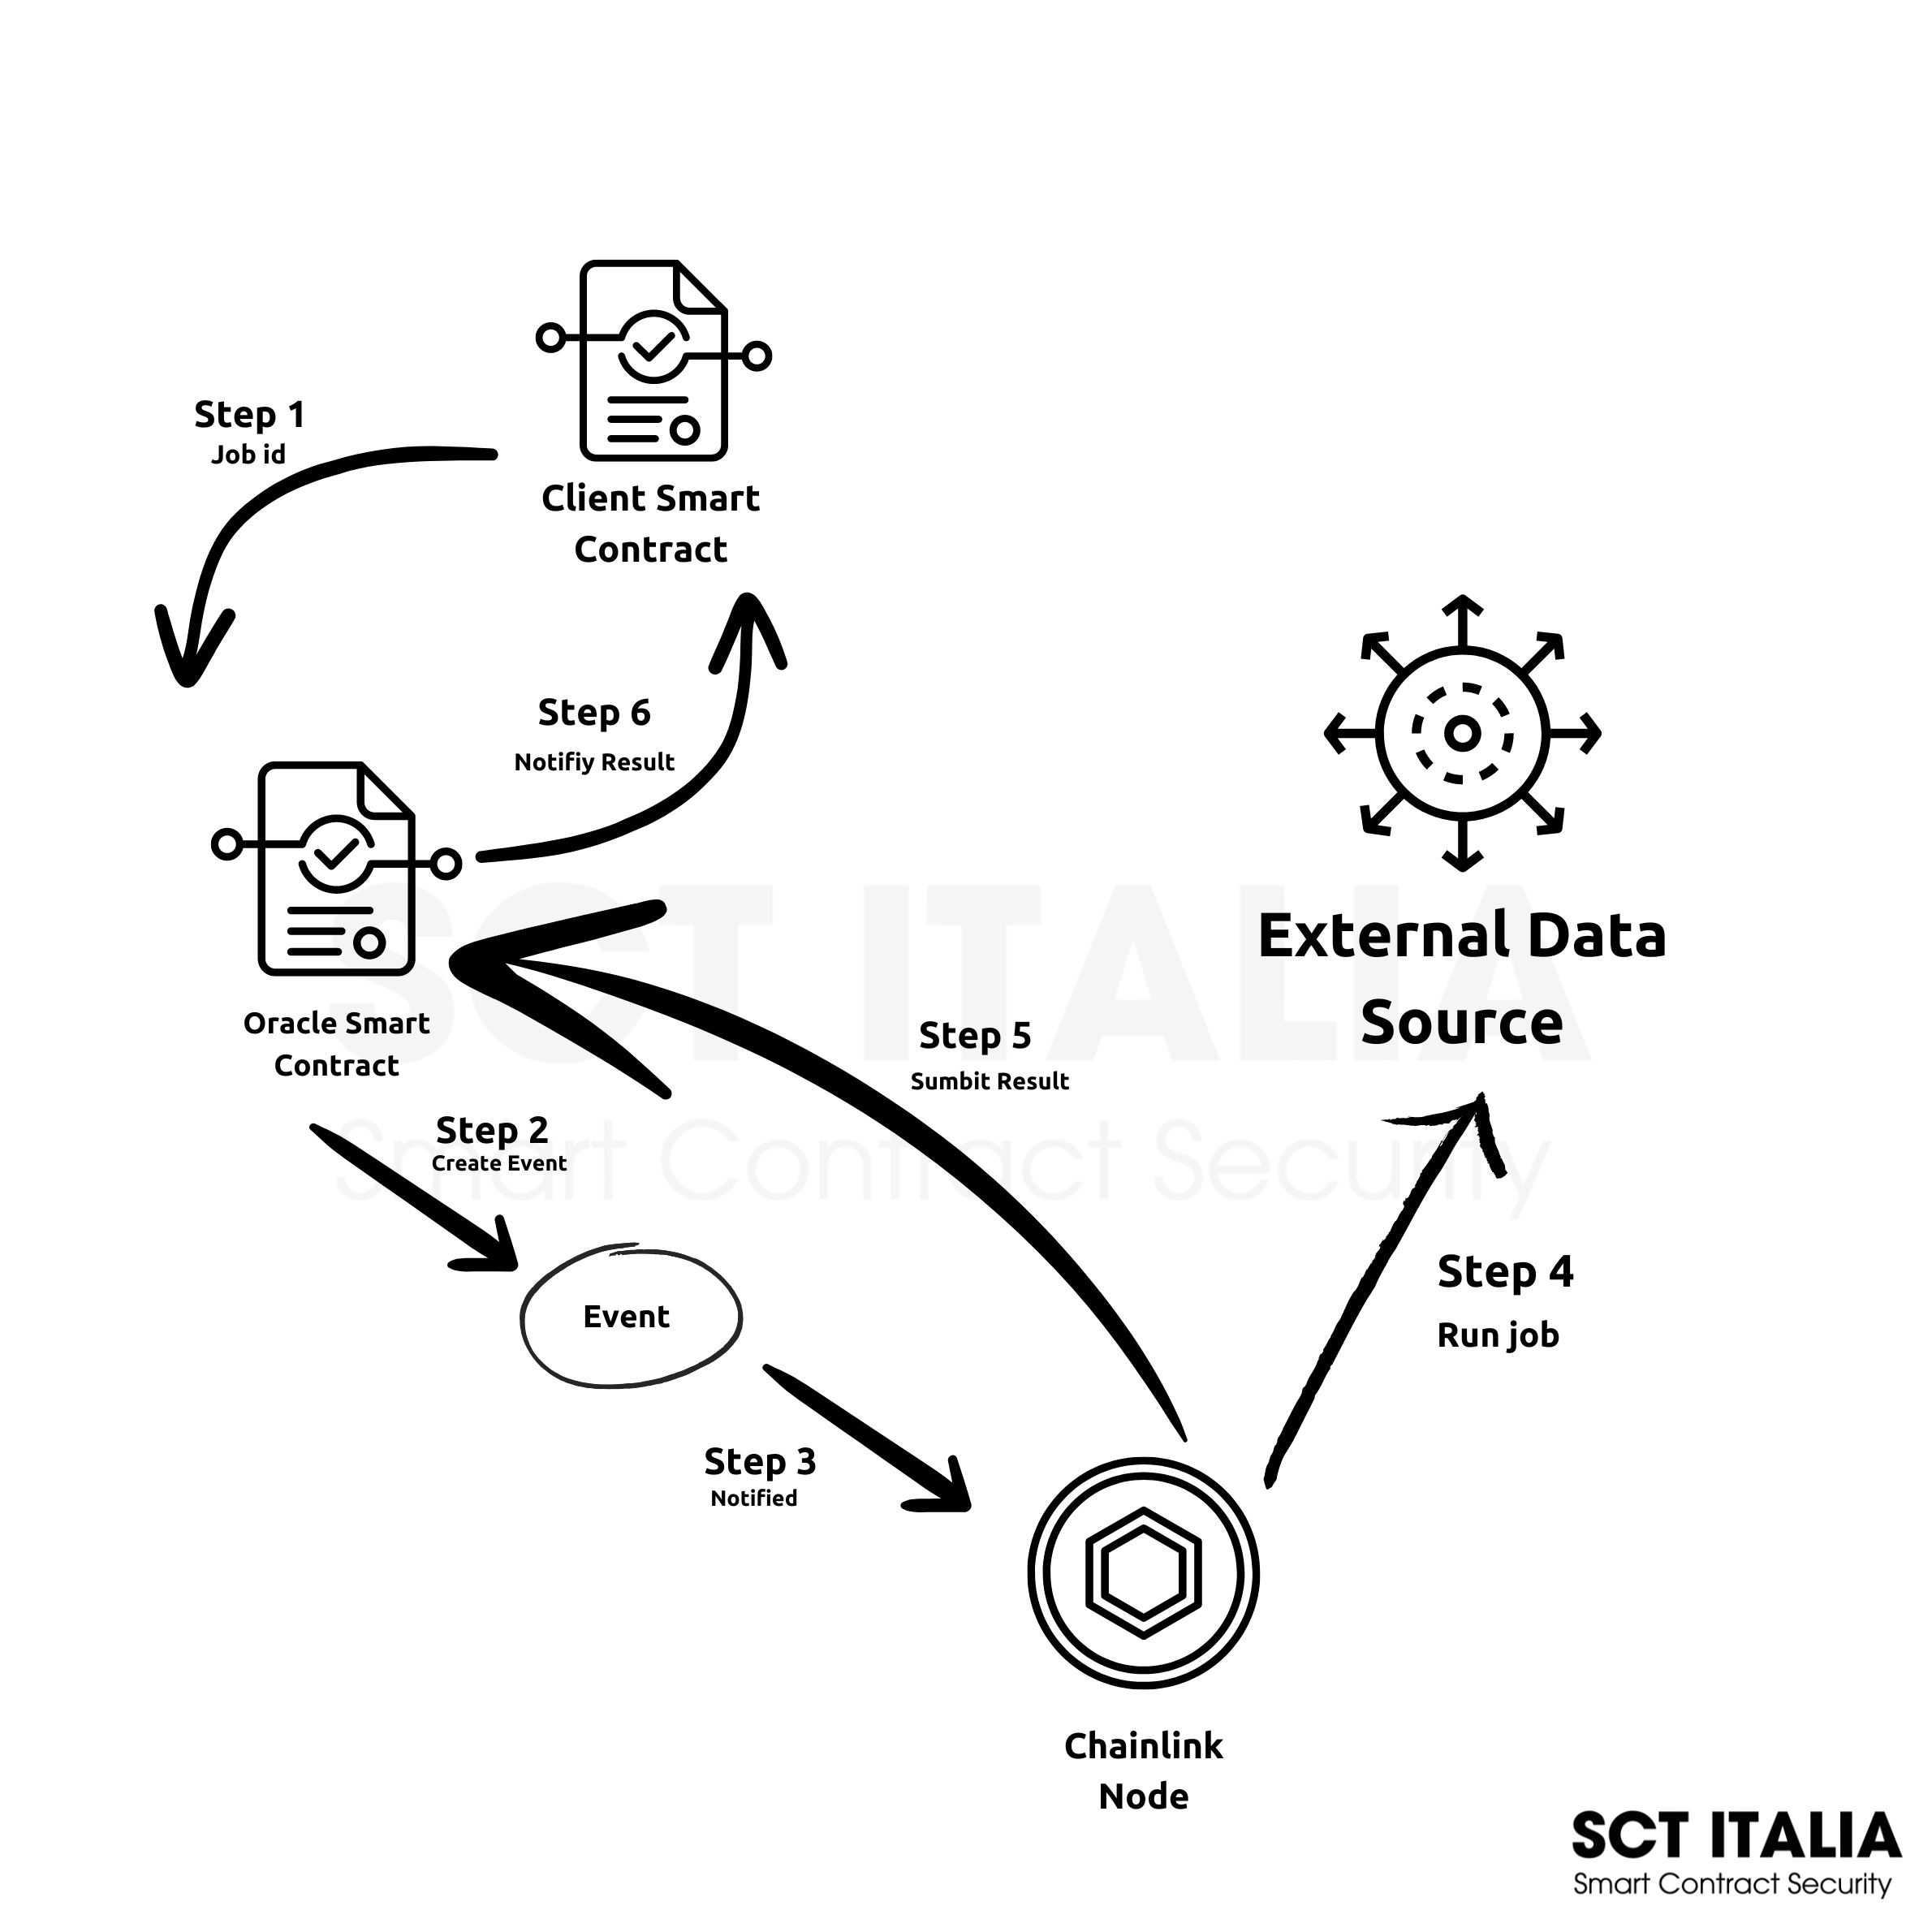 Step 1
Job id
Client Smart
Contract
Step 6
Notifiy Result
Oracle Smart
Contract
External Data
Source
SCT ITALIA
Smart Contract Security
Step 5
Sumbit Result
Step 2
Create Event
Event
Step 4
Run job
Step 3
Notified
Chainlink
Node
SCT ITALIA
Smart Contract Security